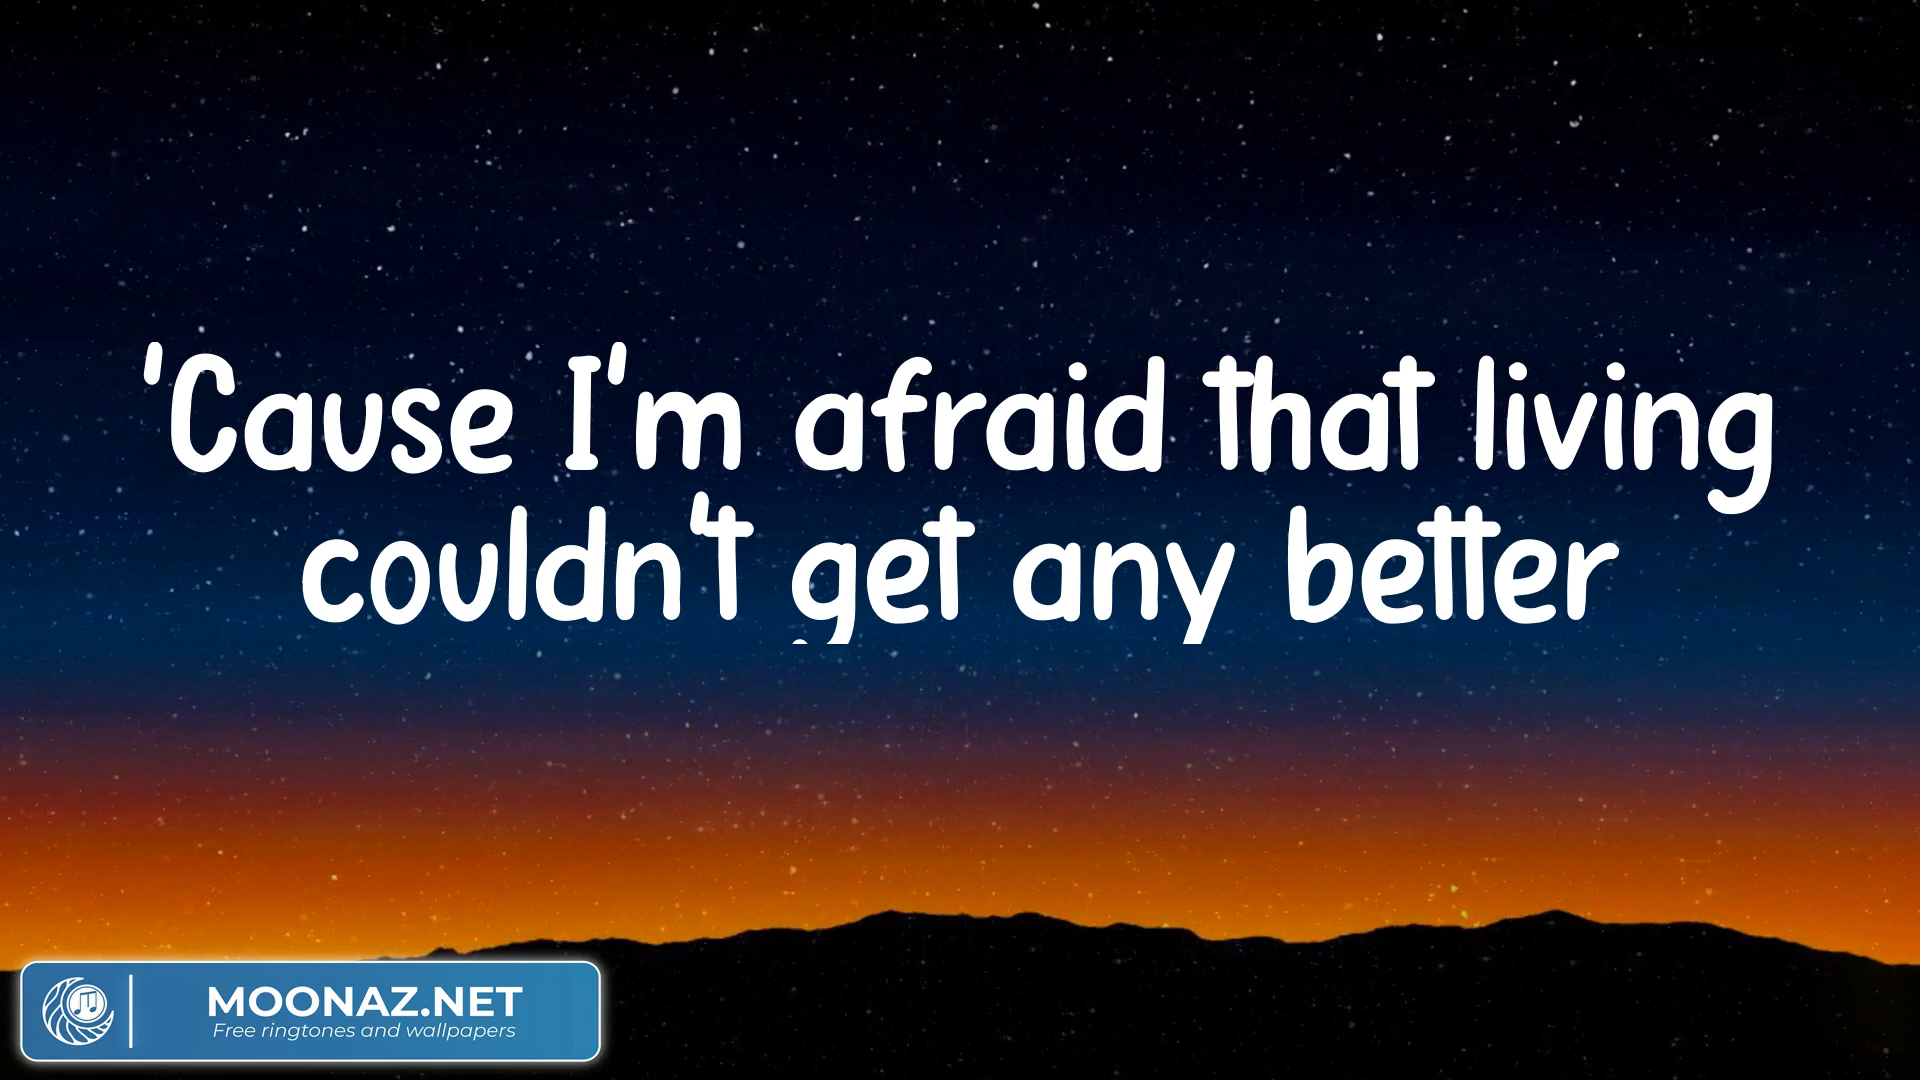 'Cause I'm afraid that living
couldn't get any better
MOONAZ.NET
Free ringtones and wallpapers